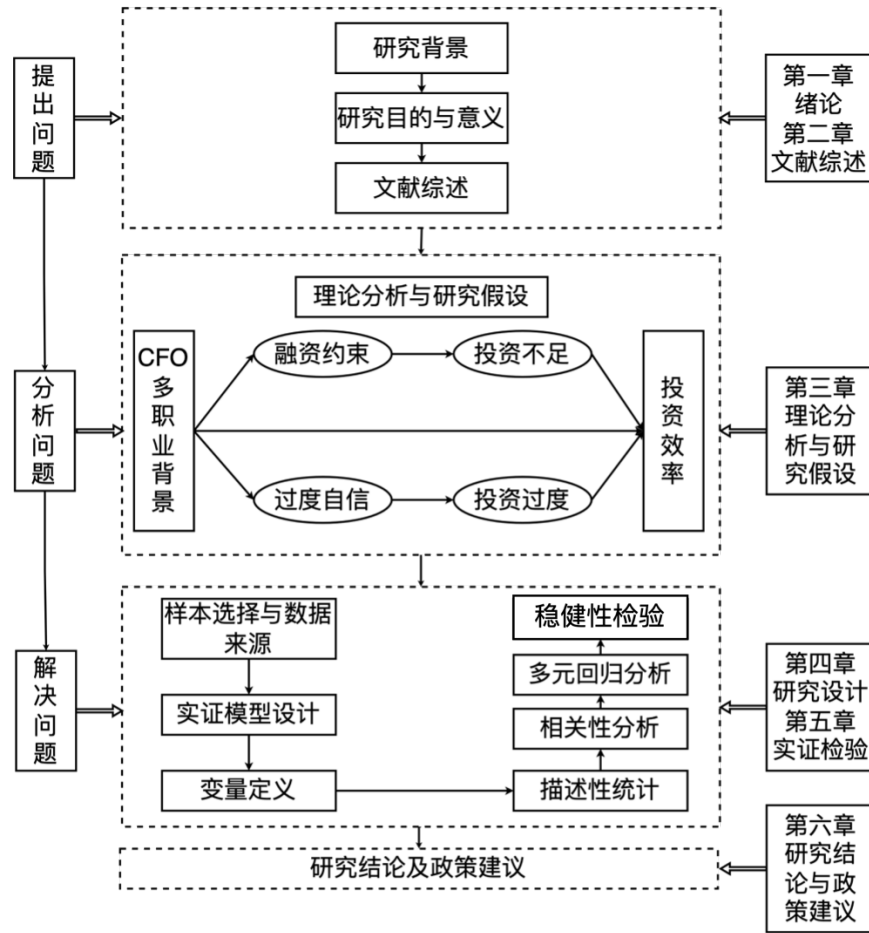 提出问题
研究背景
研究目的与意义
文献综述
第一章
绪论
第二章
文献综述
分析问题
理论分析与研究假设
CFO
多职业背景
融资约束
投资不足
过度自信
投资过度
投资效率
第三章
理论分
析与研
究假设
解决问题
样本选择与数据
来源
实证模型设计
变量定义
稳健性检验
多元回归分析
相关性分析
描述性统计
第四章
研究设计
第五章
实证检验
研究结论及政策建议
第六章
研究结
论与政
策建议